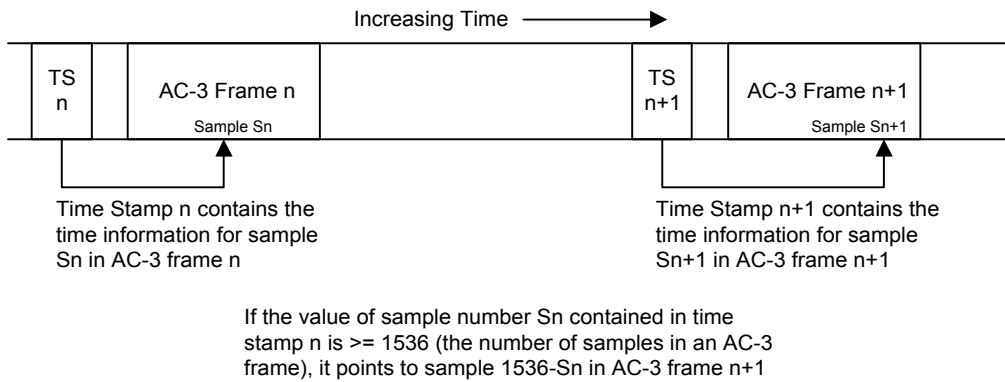 Increasing Time
TS
n
AC-3 Frame n
Sample Sn
TS
n+1
AC-3 Frame n+1
Sample Sn+1
Time Stamp n contains the
time information for sample
Sn in AC-3 frame n
Time Stamp n+1 contains the
time information for sample
Sn+1 in AC-3 frame n+1
If the value of sample number Sn contained in time
stamp n is >= 1536 (the number of samples in an AC-3
frame), it points to sample 1536-Sn in AC-3 frame n+1